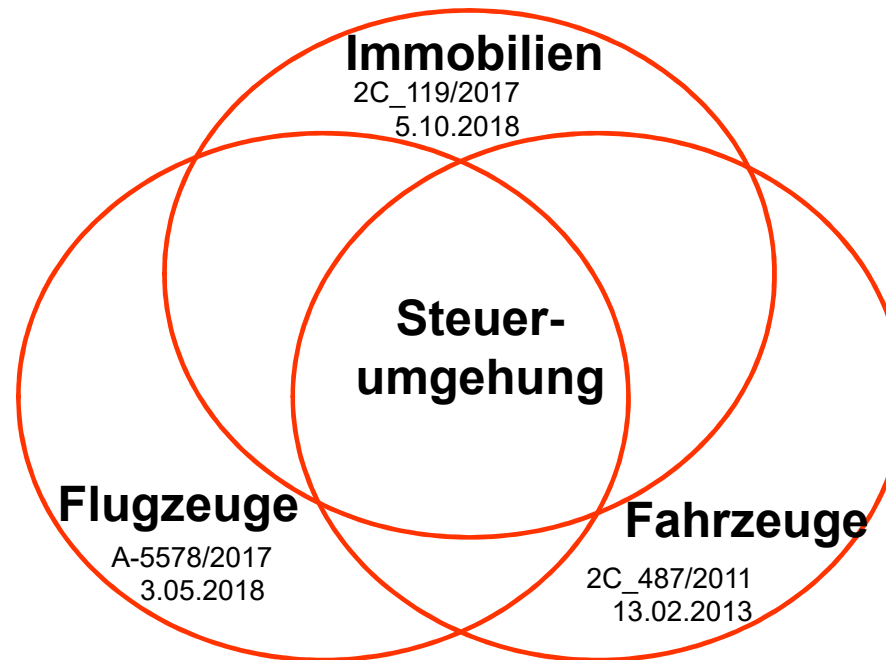 Immobilien
2C_119/2017
5.10.2018
Steuer-
umgehung
Flugzeuge
A-5578/2017
3.05.2018
Fahrzeuge
2C_487/2011
13.02.2013